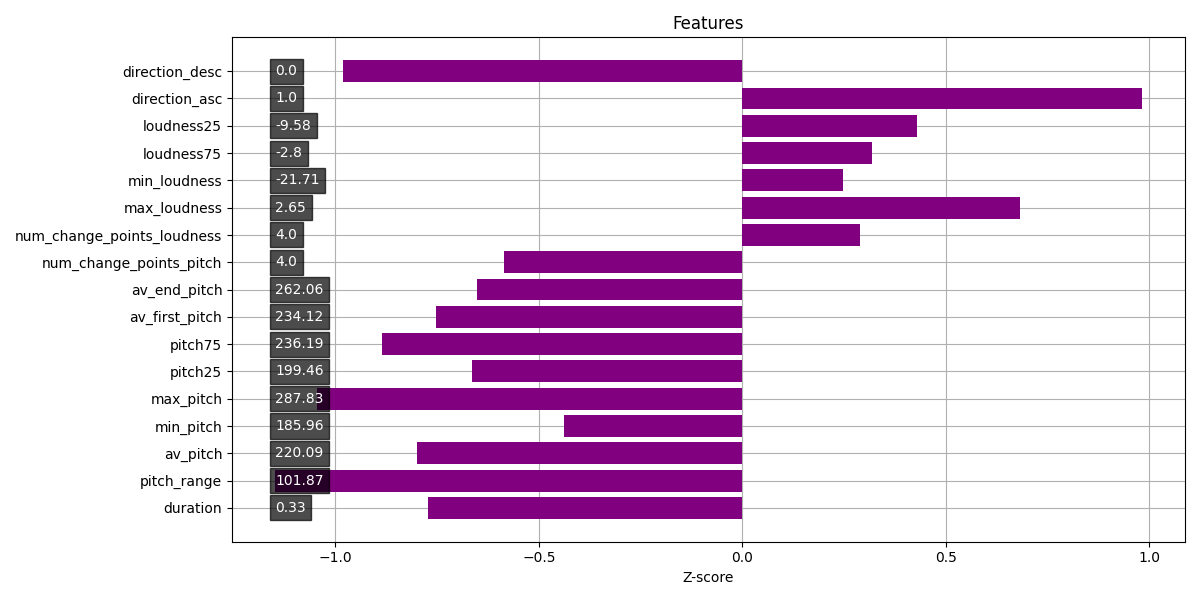 Features
direction_desc 0.0
direction_asc 1.0
loudness25 -9.58
loudness75 -2.8
min_loudness -21.71
max_loudness 2.65
num_change_points_loudness 4.0
num_change_points_pitch 4.0
av_end_pitch 262.06
av_first_pitch 234.12
pitch75 236.19
pitch25 199.46
max_pitch 287.83
min_pitch 185.96
av_pitch 220.09
pitch_range 101.87
duration 0.33
−1.0 −0.5 0.0 0.5 1.0
Z-score